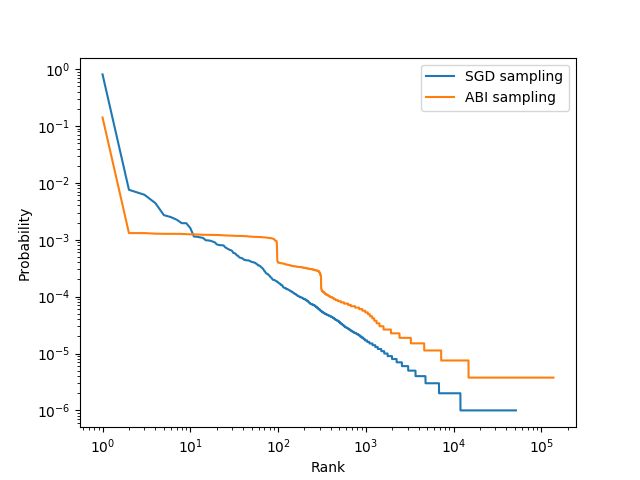 SGD sampling
ABI sampling
10⁰
10⁻¹
10⁻²
10⁻³
10⁻⁴
10⁻⁵
10⁻⁶
Probability
10⁰ 10¹ 10² 10³ 10⁴ 10⁵
Rank